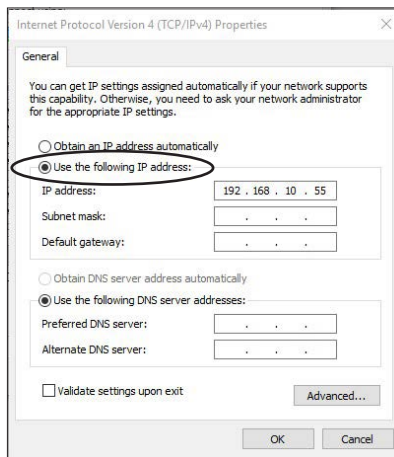 Internet Protocol Version 4 (TCP/IPv4) Properties
General
You can get IP settings assigned automatically if your network supports
this capability. Otherwise, you need to ask your network administrator
for the appropriate IP settings.
Obtain an IP address automatically
Use the following IP address:
IP address: 192 . 168 . 10 . 55
Subnet mask: . . .
Default gateway: . . .
Obtain DNS server address automatically
Use the following DNS server addresses:
Preferred DNS server: . . .
Alternate DNS server: . . .
Validate settings upon exit
Advanced...
OK Cancel